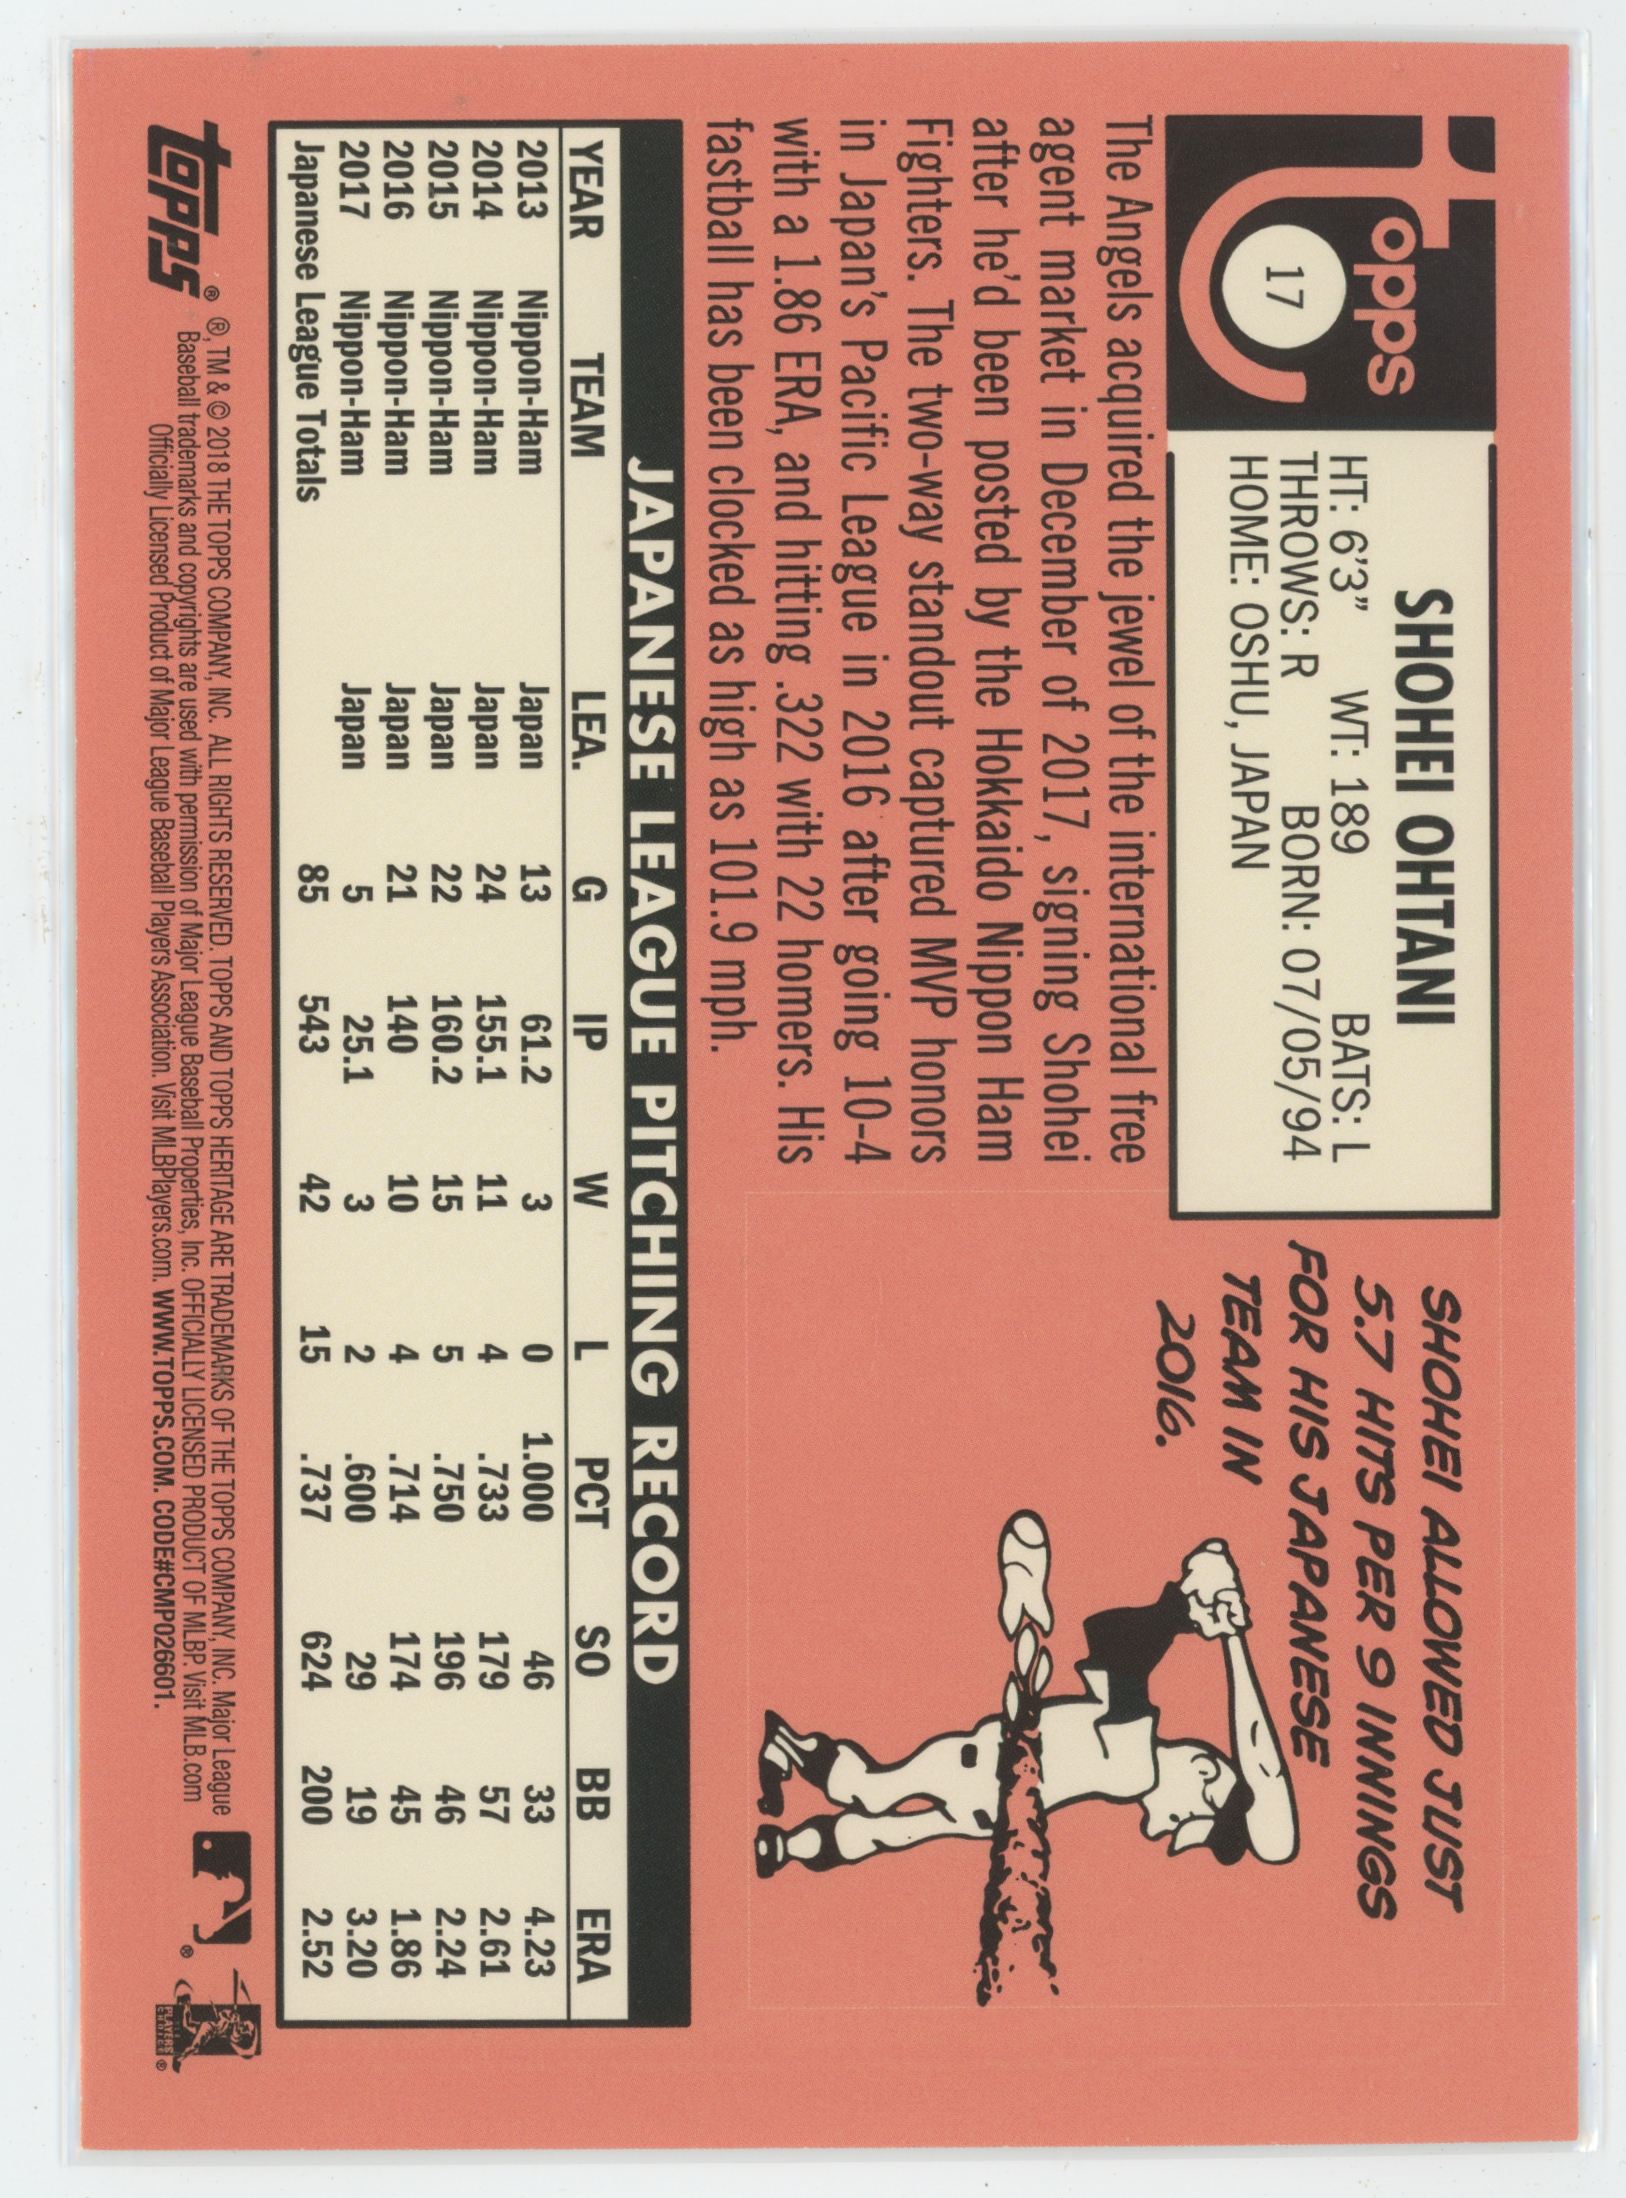 topps
17
SHOHEI OHTANI
HT: 6'3" WT: 189 BATS: L
THROWS: R BORN: 07/05/94
HOME: OSHU, JAPAN
The Angels acquired the jewel of the international free
agent market in December of 2017, signing Shohei
after he'd been posted by the Hokkaido Nippon Ham
Fighters. The two-way standout captured MVP honors
in Japan's Pacific League in 2016 after going 10-4
with a 1.86 ERA, and hitting .322 with 22 homers. His
fastball has been clocked as high as 101.9 mph.
SHOHEI ALLOWED JUST
5.7 HITS PER 9 INNINGS
FOR HIS JAPANESE
TEAM IN
2016.
JAPANESE LEAGUE PITCHING RECORD
YEAR TEAM LEA. G IP W L PCT SO BB ERA
2013 Nippon-Ham Japan 13 61.2 3 0 1.000 46 33 4.23
2014 Nippon-Ham Japan 24 155.1 11 4 .733 179 57 2.61
2015 Nippon-Ham Japan 22 160.2 15 5 .750 196 46 2.24
2016 Nippon-Ham Japan 21 140 10 4 .714 174 45 1.86
2017 Nippon-Ham Japan 5 25.1 3 2 .600 29 19 3.20
Japanese League Totals 85 543 42 15 .737 624 200 2.52
topps®
®, TM & © 2018 THE TOPPS COMPANY, INC. ALL RIGHTS RESERVED. TOPPS AND TOPPS HERITAGE ARE TRADEMARKS OF THE TOPPS COMPANY, INC. Major League
Baseball trademarks and copyrights are used with permission of Major League Baseball Properties, Inc. OFFICIALLY LICENSED PRODUCT OF MLBP. Visit MLB.com
Officially Licensed Product of Major League Baseball Players Association. Visit MLBPlayers.com. WWW.TOPPS.COM. CODE#CMP026601.
®
PLAYERS
CHOICE ®